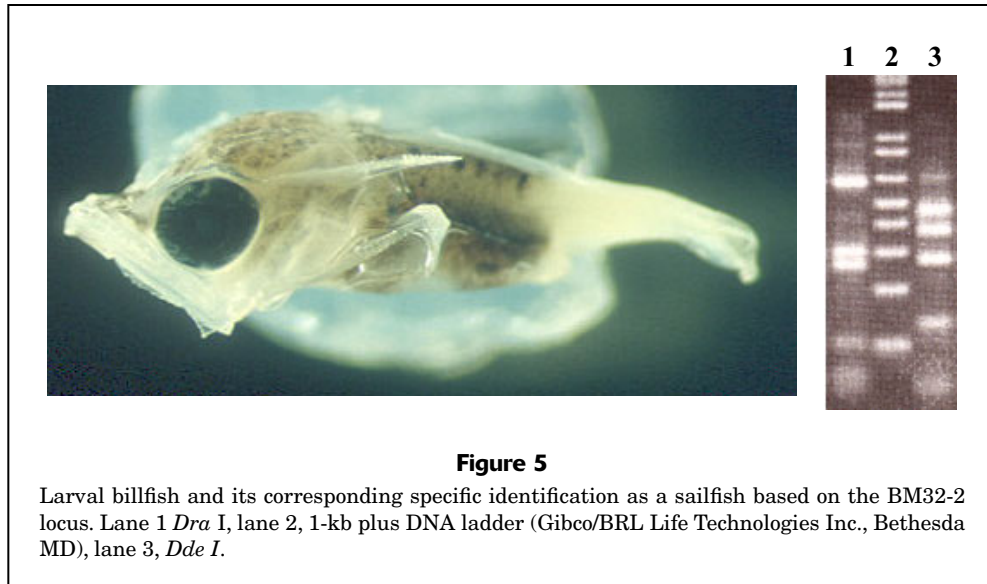 1 2 3
Figure 5
Larval billfish and its corresponding specific identification as a sailfish based on the BM32-2
locus. Lane 1 Dra I, lane 2, 1-kb plus DNA ladder (Gibco/BRL Life Technologies Inc., Bethesda
MD), lane 3, Dde I.